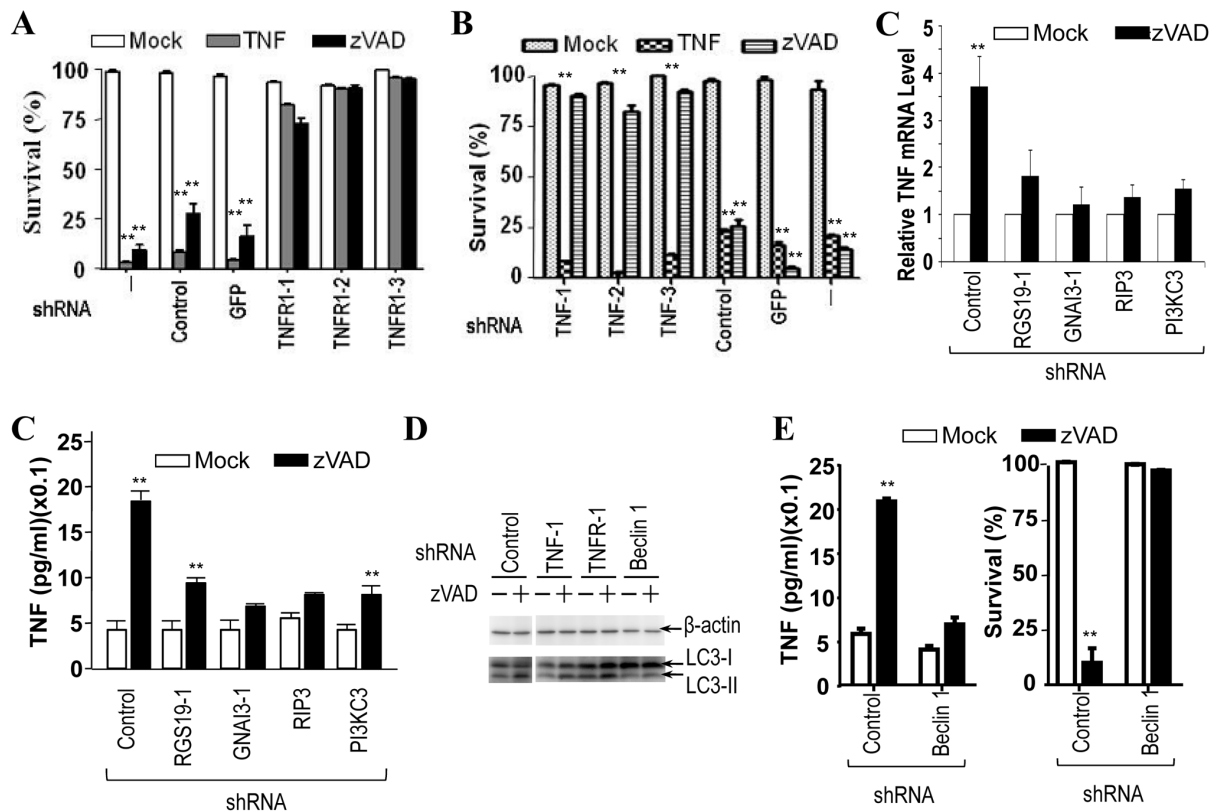 A
Mock TNF zVAD
Survival (%)
100
75
50
25
0
** ** ** ** ** **
shRNA
—
Control
GFP
TNFR1-1
TNFR1-2
TNFR1-3
B
Mock TNF zVAD
Survival (%)
100
75
50
25
0
** ** ** ** ** ** ** ** **
shRNA
TNF-1
TNF-2
TNF-3
Control
GFP
—
C
Mock zVAD
Relative TNF mRNA Level
5
4
3
2
1
0
**
Control
RGS19-1
GNAI3-1
RIP3
PI3KC3
shRNA
C
Mock zVAD
TNF (pg/ml)(x0.1)
25
20
15
10
5
0
** ** **
Control
RGS19-1
GNAI3-1
RIP3
PI3KC3
shRNA
D
shRNA
Control
TNF-1
TNFR-1
Beclin 1
zVAD − + − + − + − +
β-actin
LC3-I
LC3-II
E
Mock zVAD
TNF (pg/ml)(x0.1)
25
20
15
10
5
0
**
Control
Beclin 1
shRNA
Survival (%)
100
75
50
25
0
**
Control
Beclin 1
shRNA